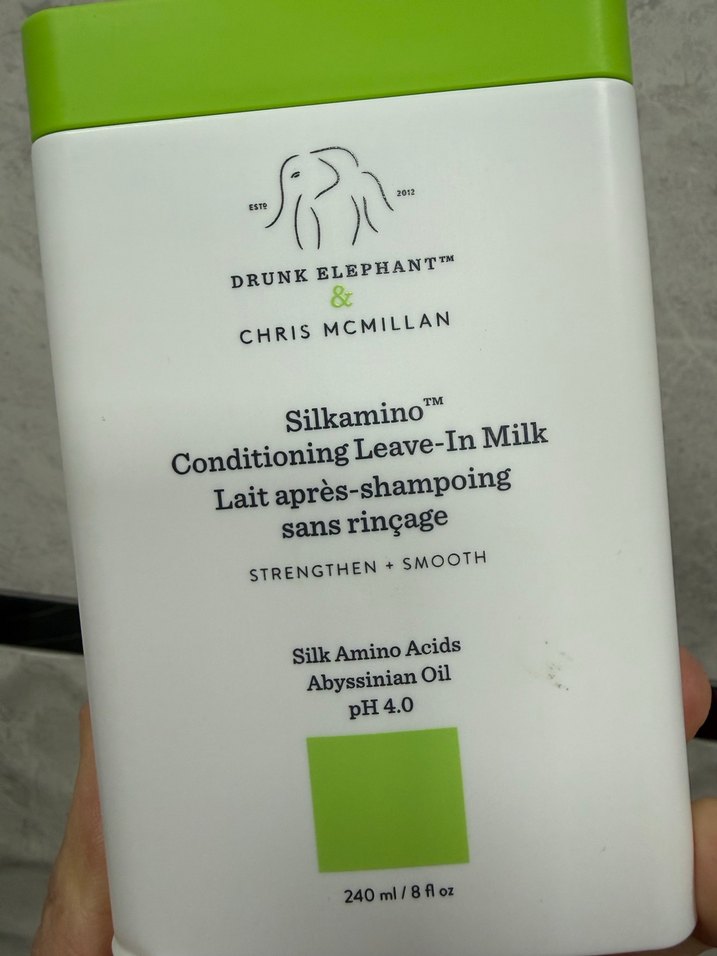 ESTD 2012
DRUNK ELEPHANT™
&
CHRIS MCMILLAN
Silkamino™
Conditioning Leave-In Milk
Lait après-shampoing
sans rinçage
STRENGTHEN + SMOOTH
Silk Amino Acids
Abyssinian Oil
pH 4.0
240 ml / 8 fl oz